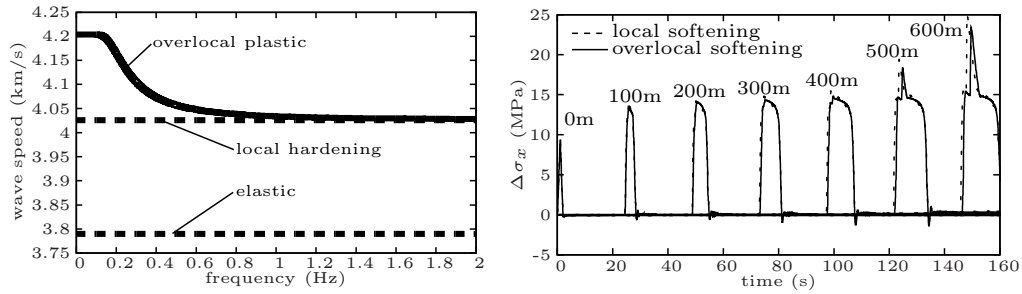 4.25
4.2
4.15
4.1
4.05
4
3.95
3.9
3.85
3.8
3.75
wave speed (km/s)
overlocal plastic
local hardening
elastic
0 0.2 0.4 0.6 0.8 1 1.2 1.4 1.6 1.8 2
frequency (Hz)
25
20
15
10
5
0
-5
Δσx (MPa)
local softening
overlocal softening
0m
100m
200m
300m
400m
500m
600m
0 20 40 60 80 100 120 140 160
time (s)